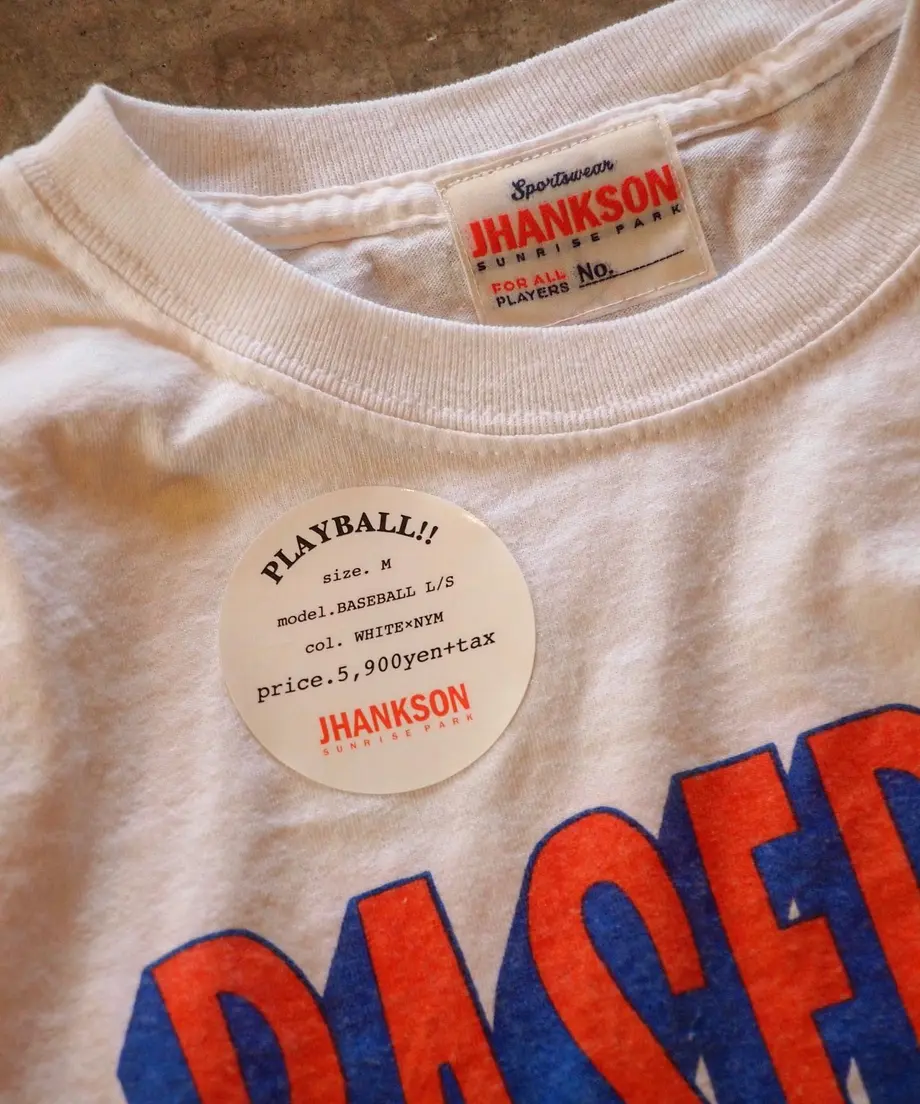 Sportswear
JHANKSON
SUNRISE PARK
FOR ALL
PLAYERS
No.
PLAYBALL!!
size. M
model.BASEBALL L/S
col. WHITE×NYM
price.5,900yen+tax
JHANKSON
SUNRISE PARK
BASEB